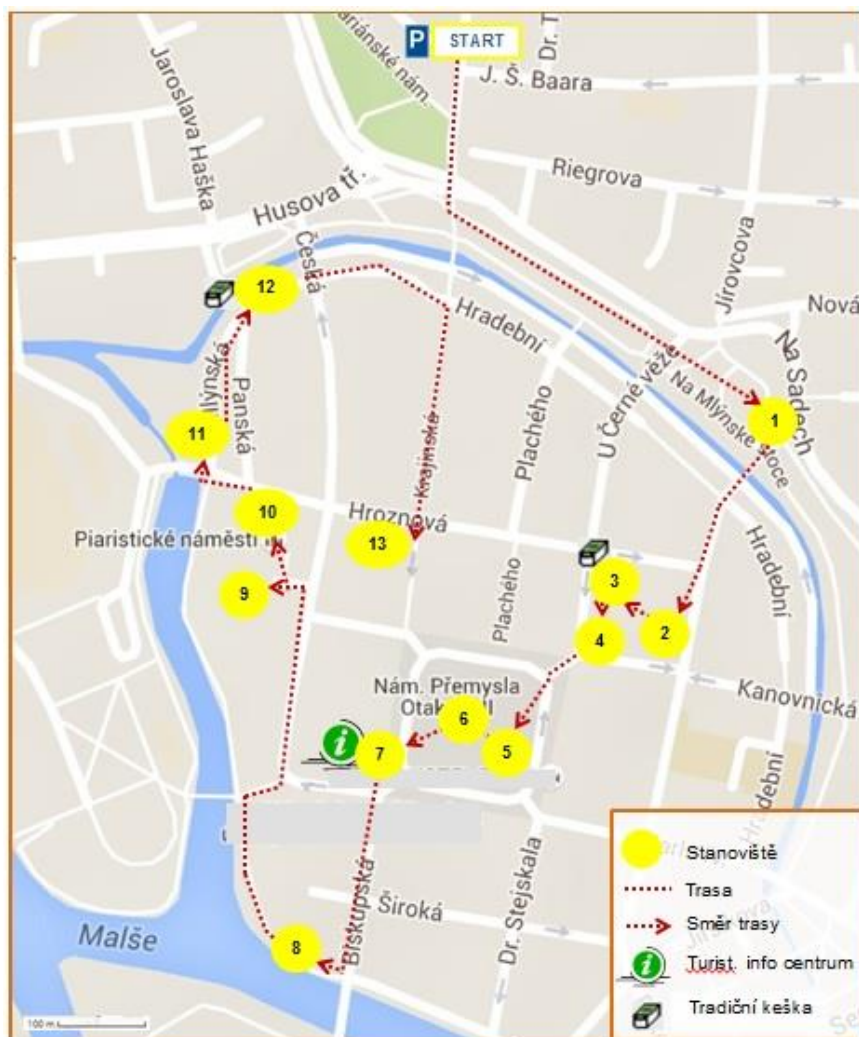 P START
J. Š. Baara
Jaroslava Haška
Riegrova
Husova tř.
Česká
Jírovcova
Nová
12
Hradební
Na Sadech
Na Mlýnské stoce
U Černé věže
Plachého
Panská
Krajinská
1
11
10
Hroznová
Piaristické náměstí
13
Hradební
3
9
Plachého
2
4
Nám. Přemysla
Kanovnická
6
7
5
Hradební
Biskupská
Široká
Dr. Stejskala
Malše
8
Stanoviště
Trasa
Směr trasy
Turist. info centrum
Tradiční keška
100 m